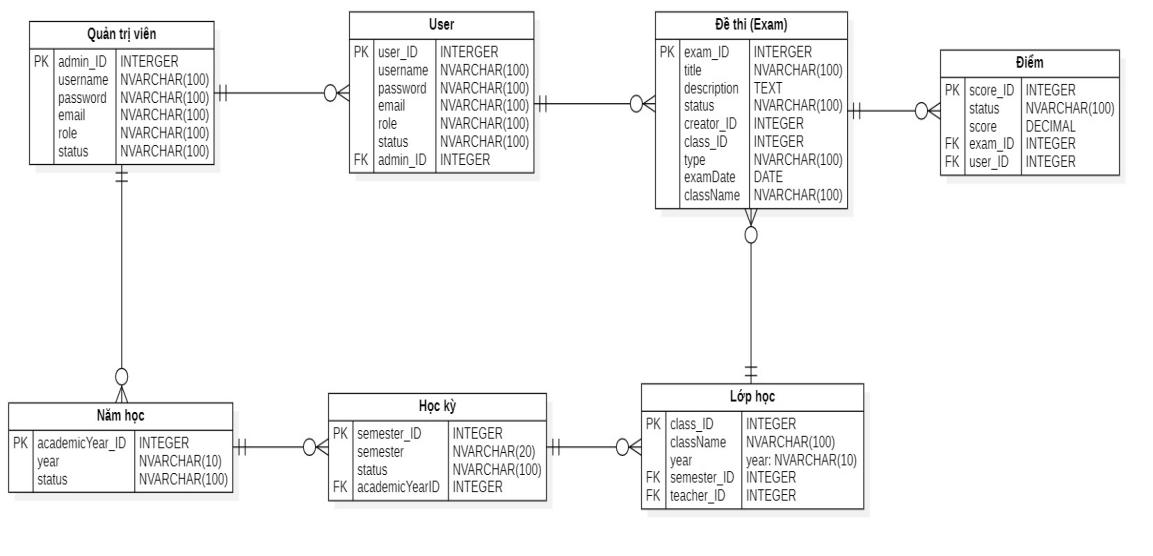 Quản trị viên
PK admin_ID INTERGER
username NVARCHAR(100)
password NVARCHAR(100)
email NVARCHAR(100)
role NVARCHAR(100)
status NVARCHAR(100)
User
PK user_ID INTERGER
username NVARCHAR(100)
password NVARCHAR(100)
email NVARCHAR(100)
role NVARCHAR(100)
status NVARCHAR(100)
FK admin_ID INTEGER
Đề thi (Exam)
PK exam_ID INTERGER
title NVARCHAR(100)
description TEXT
status NVARCHAR(100)
creator_ID INTEGER
class_ID INTEGER
type NVARCHAR(100)
examDate DATE
className NVARCHAR(100)
Điểm
PK score_ID INTEGER
status NVARCHAR(100)
score DECIMAL
FK exam_ID INTEGER
FK user_ID INTEGER
Năm học
PK academicYear_ID INTEGER
year NVARCHAR(10)
status NVARCHAR(100)
Học kỳ
PK semester_ID INTEGER
semester NVARCHAR(20)
status NVARCHAR(100)
FK academicYearID INTEGER
Lớp học
PK class_ID INTEGER
className NVARCHAR(100)
year year: NVARCHAR(10)
FK semester_ID INTEGER
FK teacher_ID INTEGER